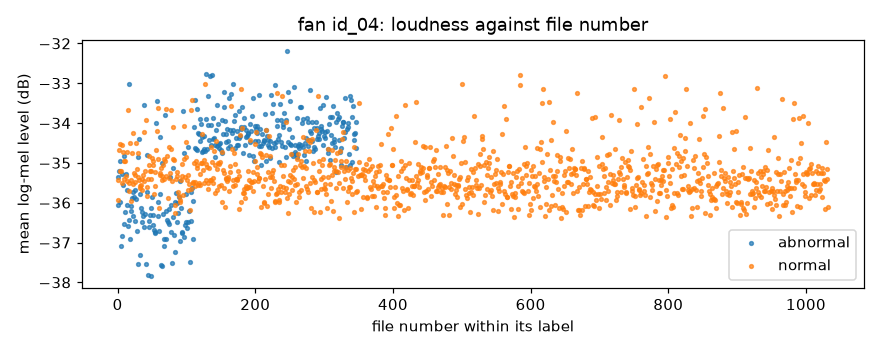 fan id_04: loudness against file number
mean log-mel level (dB)
−32
−33
−34
−35
−36
−37
−38
0
200
400
600
800
1000
file number within its label
abnormal
normal